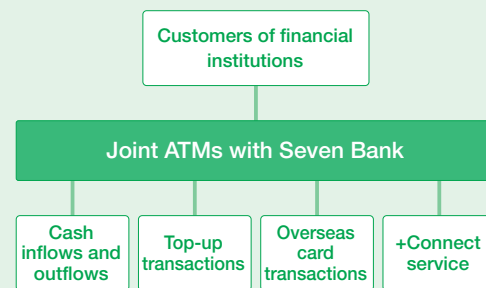 Customers of financial
institutions
Joint ATMs with Seven Bank
Cash
inflows and
outflows
Top-up
transactions
Overseas
card
transactions
+Connect
service